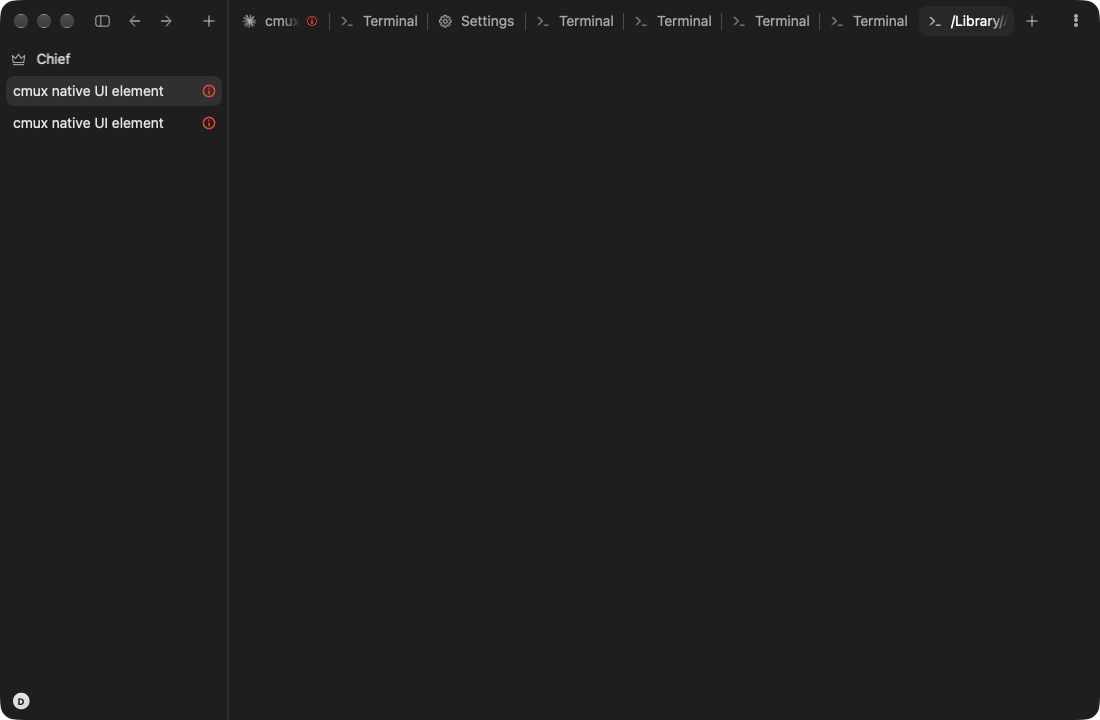 cmux
Terminal
Settings
Terminal
Terminal
Terminal
Terminal
/Library/
Chief
cmux native UI element
cmux native UI element
D